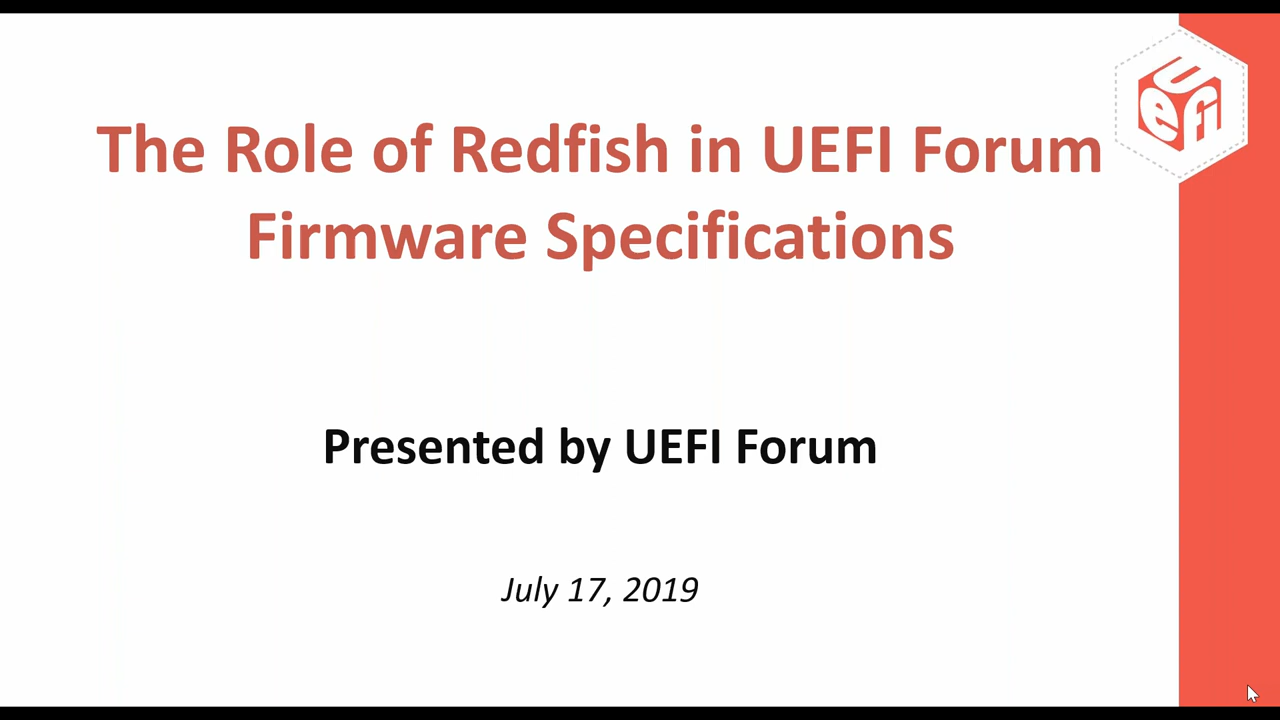 The Role of Redfish in UEFI Forum
Firmware Specifications
UEFI
Presented by UEFI Forum
July 17, 2019